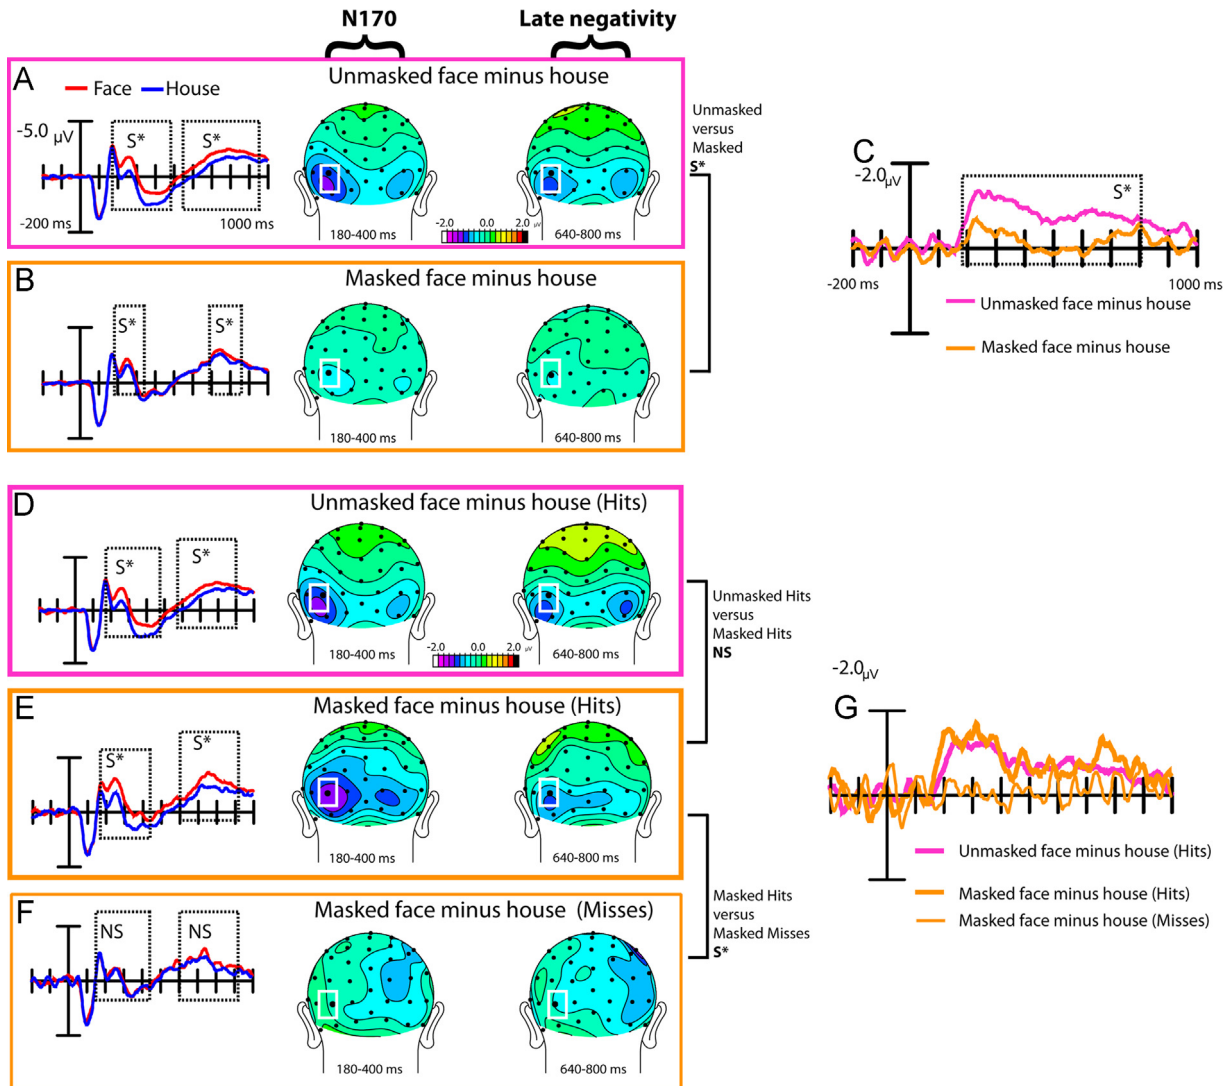 N170
Late negativity
A
Face
House
Unmasked face minus house
-5.0 μV
S*
S*
-200 ms
1000 ms
-2.0
0.0
2.0
μV
180-400 ms
640-800 ms
Unmasked
versus
Masked
S*
B
Masked face minus house
S*
S*
180-400 ms
640-800 ms
C
-2.0 μV
S*
-200 ms
1000 ms
Unmasked face minus house
Masked face minus house
D
Unmasked face minus house (Hits)
S*
S*
-2.0
0.0
2.0
μV
180-400 ms
640-800 ms
Unmasked Hits
versus
Masked Hits
NS
E
Masked face minus house (Hits)
S*
S*
180-400 ms
640-800 ms
Masked Hits
versus
Masked Misses
S*
F
Masked face minus house (Misses)
NS
NS
180-400 ms
640-800 ms
-2.0 μV
G
Unmasked face minus house (Hits)
Masked face minus house (Hits)
Masked face minus house (Misses)